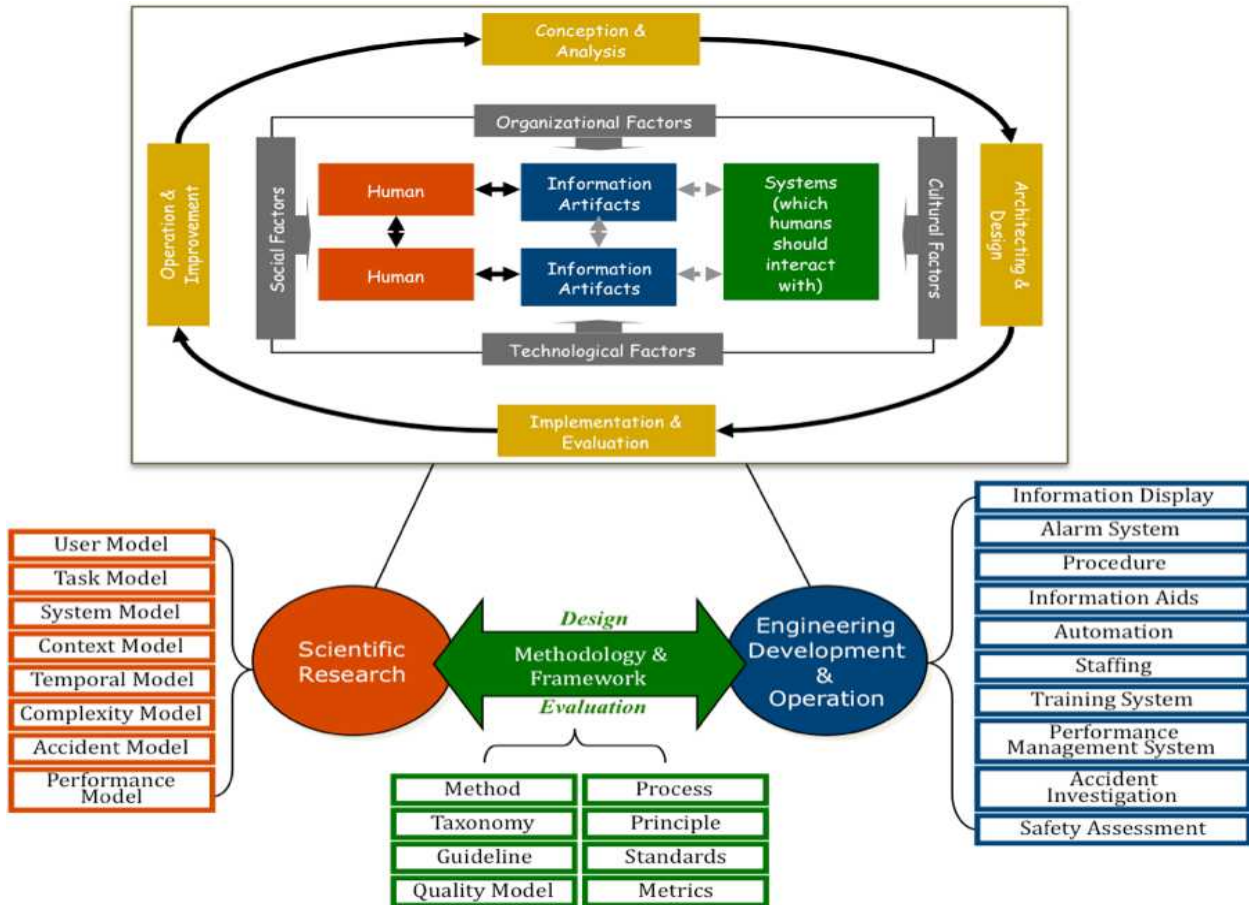 Conception &
Analysis
Organizational Factors
Operation &
Improvement
Social Factors
Human
Information
Artifacts
Systems
(which
humans
should
interact
with)
Cultural Factors
Architecting &
Design
Human
Information
Artifacts
Technological Factors
Implementation &
Evaluation
User Model
Task Model
System Model
Context Model
Temporal Model
Complexity Model
Accident Model
Performance
Model
Scientific
Research
Design
Methodology &
Framework
Evaluation
Engineering
Development
&
Operation
Method
Taxonomy
Guideline
Quality Model
Process
Principle
Standards
Metrics
Information Display
Alarm System
Procedure
Information Aids
Automation
Staffing
Training System
Performance
Management System
Accident
Investigation
Safety Assessment